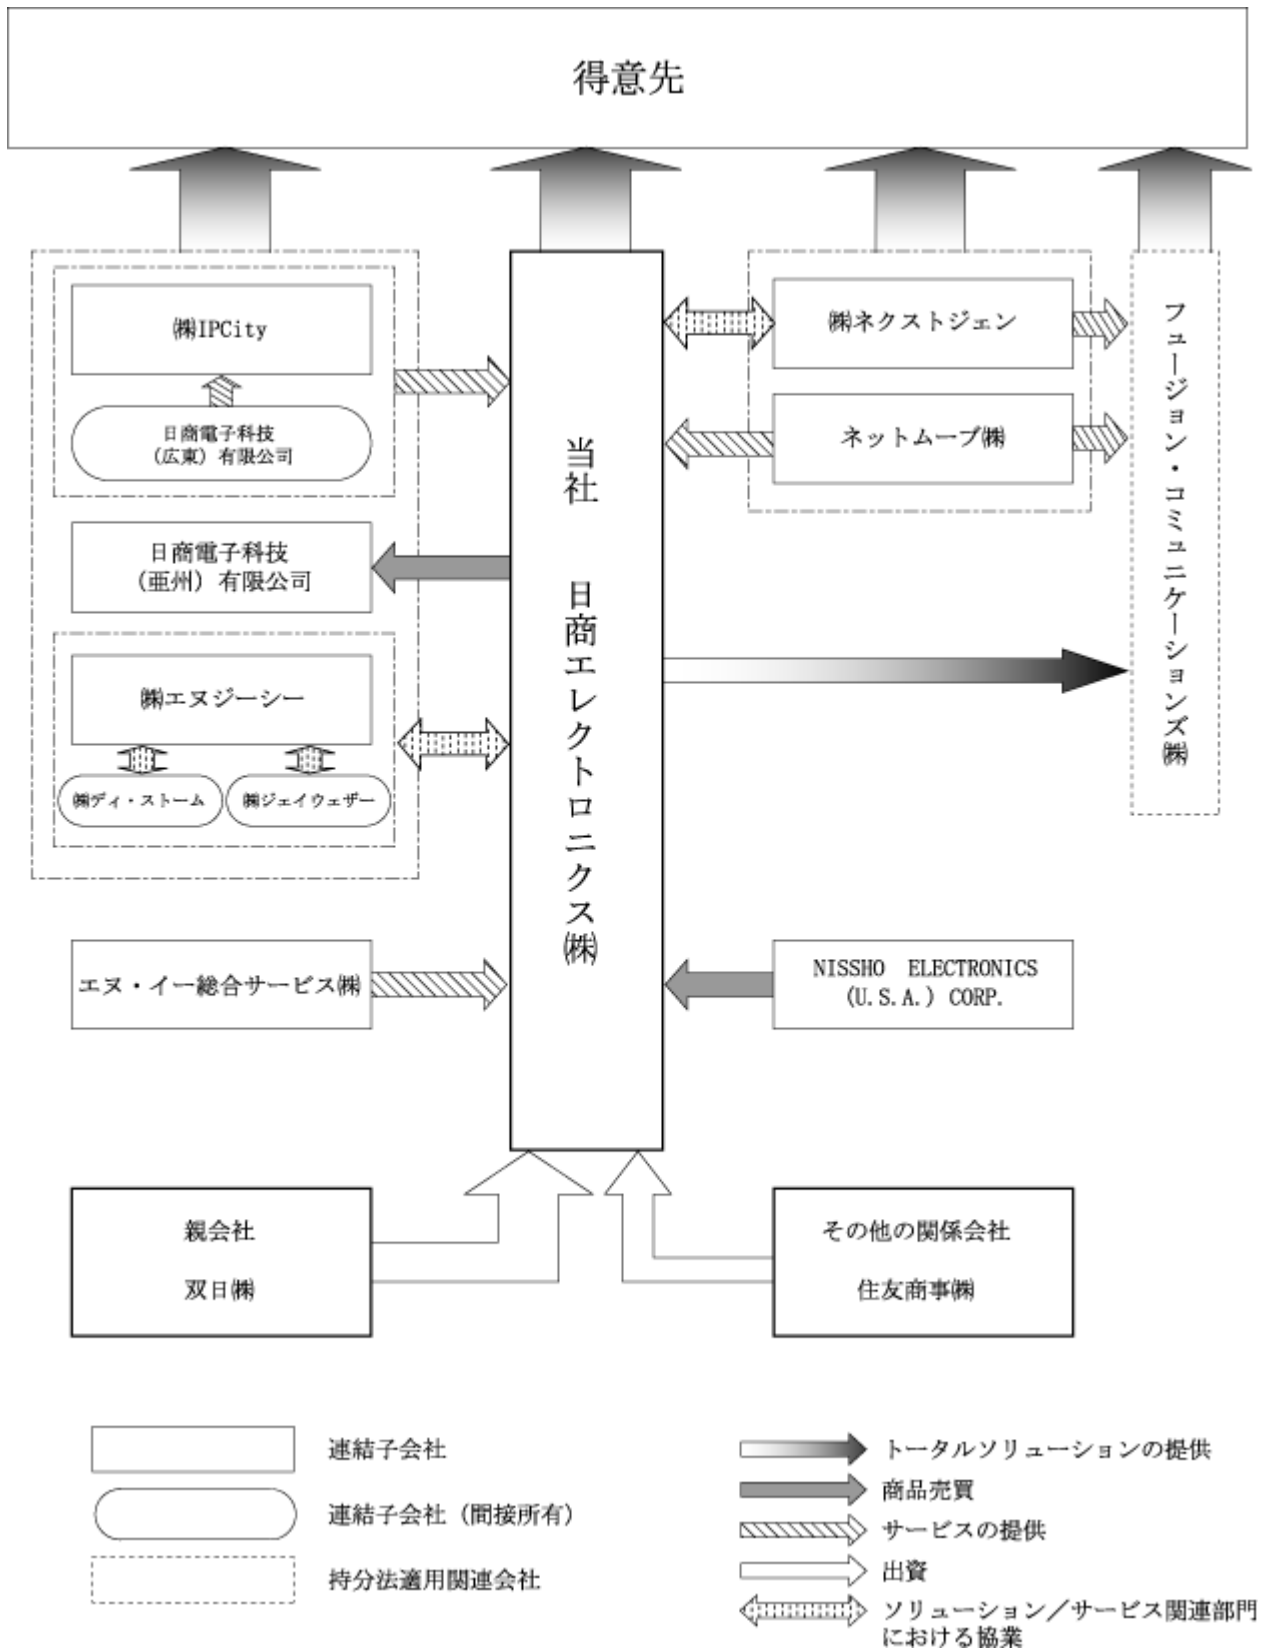 得意先
㈱IPCity
日商電子科技
（広東）有限公司
日商電子科技
（亜州）有限公司
㈱エヌジーシー
㈱ディ・ストーム
㈱ジェイウェザー
エヌ・イー総合サービス㈱
当社　日商エレクトロニクス㈱
㈱ネクストジェン
ネットムーブ㈱
フュージョン・コミュニケーションズ㈱
NISSHO ELECTRONICS
(U.S.A.) CORP.
親会社
双日㈱
その他の関係会社
住友商事㈱
連結子会社
連結子会社（間接所有）
持分法適用関連会社
トータルソリューションの提供
商品売買
サービスの提供
出資
ソリューション／サービス関連部門
における協業